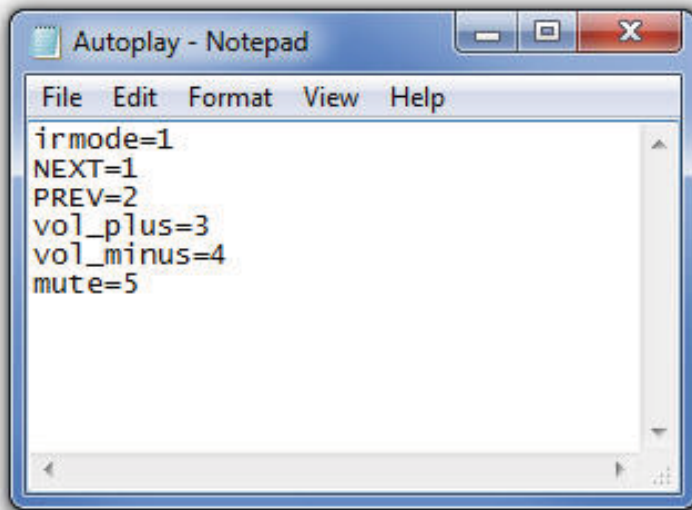 Autoplay - Notepad
File Edit Format View Help
irmode=1
NEXT=1
PREV=2
vol_plus=3
vol_minus=4
mute=5